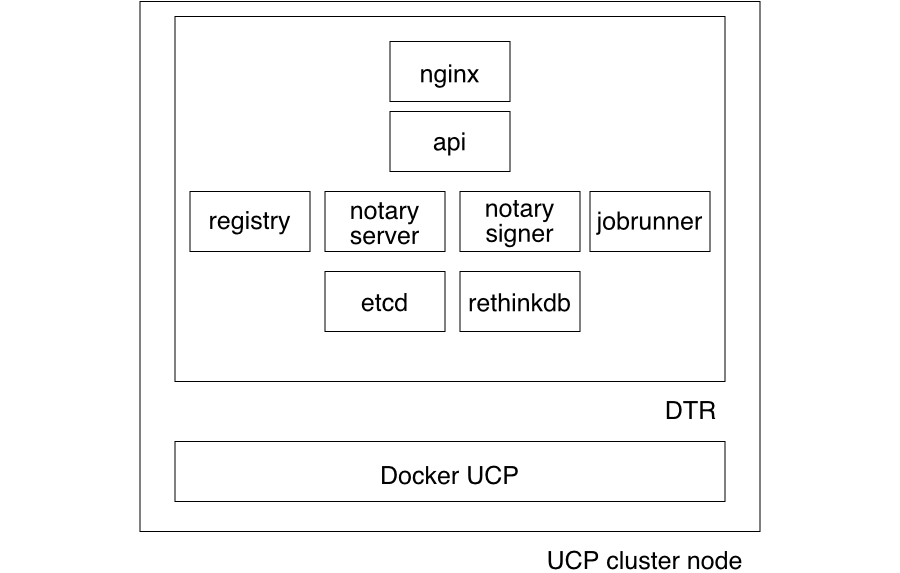 nginx
api
registry
notary
server
notary
signer
jobrunner
etcd
rethinkdb
DTR
Docker UCP
UCP cluster node